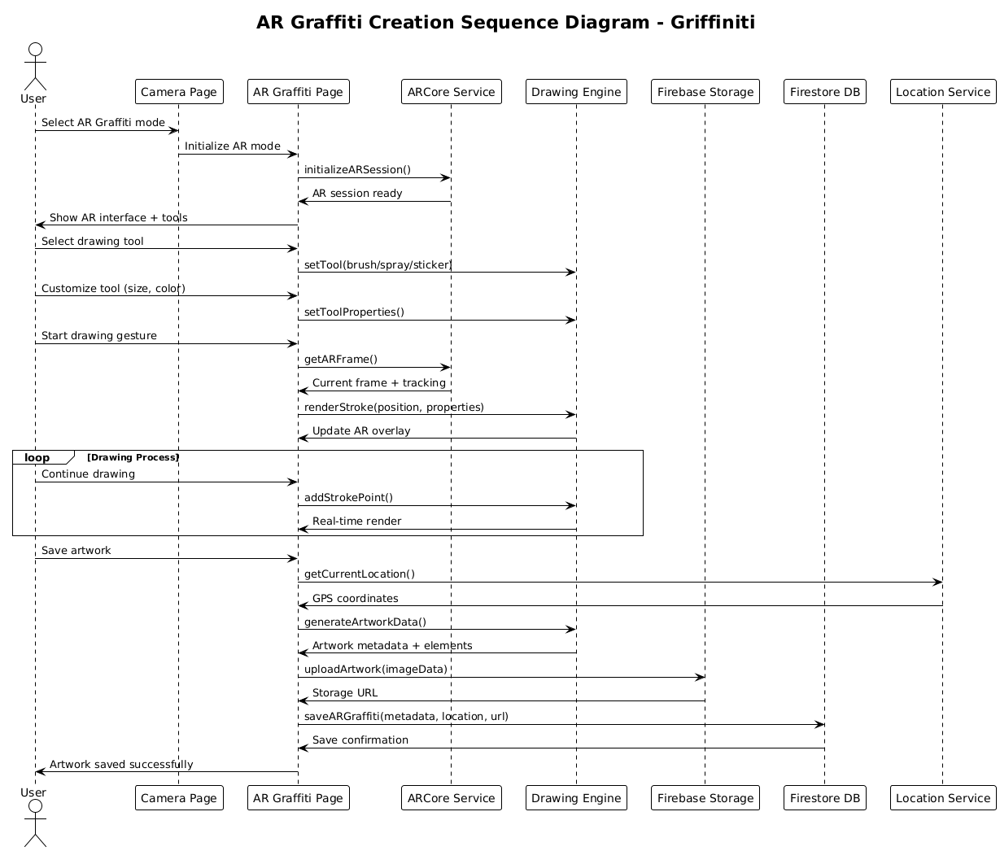 AR Graffiti Creation Sequence Diagram - Griffiniti
User
Camera Page
AR Graffiti Page
ARCore Service
Drawing Engine
Firebase Storage
Firestore DB
Location Service
Select AR Graffiti mode
Initialize AR mode
initializeARSession()
AR session ready
Show AR interface + tools
Select drawing tool
setTool(brush/spray/sticker)
Customize tool (size, color)
setToolProperties()
Start drawing gesture
getARFrame()
Current frame + tracking
renderStroke(position, properties)
Update AR overlay
loop
[Drawing Process]
Continue drawing
addStrokePoint()
Real-time render
Save artwork
getCurrentLocation()
GPS coordinates
generateArtworkData()
Artwork metadata + elements
uploadArtwork(imageData)
Storage URL
saveARGraffiti(metadata, location, url)
Save confirmation
Artwork saved successfully
User
Camera Page
AR Graffiti Page
ARCore Service
Drawing Engine
Firebase Storage
Firestore DB
Location Service